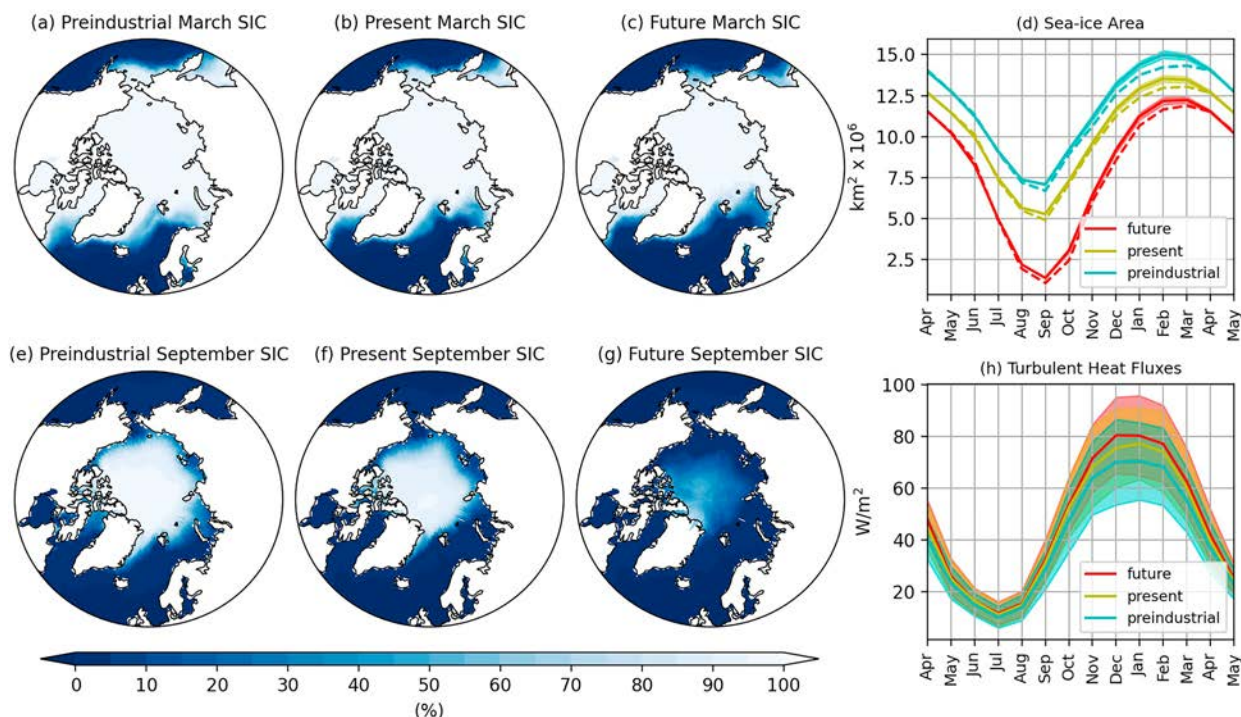 (a) Preindustrial March SIC
(b) Present March SIC
(c) Future March SIC
(d) Sea-ice Area
km² x 10⁶
15.0
12.5
10.0
7.5
5.0
2.5
future
present
preindustrial
Apr
May
Jun
Jul
Aug
Sep
Oct
Nov
Dec
Jan
Feb
Mar
Apr
May
(e) Preindustrial September SIC
(f) Present September SIC
(g) Future September SIC
(h) Turbulent Heat Fluxes
W/m²
100
80
60
40
20
future
present
preindustrial
Apr
May
Jun
Jul
Aug
Sep
Oct
Nov
Dec
Jan
Feb
Mar
Apr
May
0 10 20 30 40 50 60 70 80 90 100
(%)